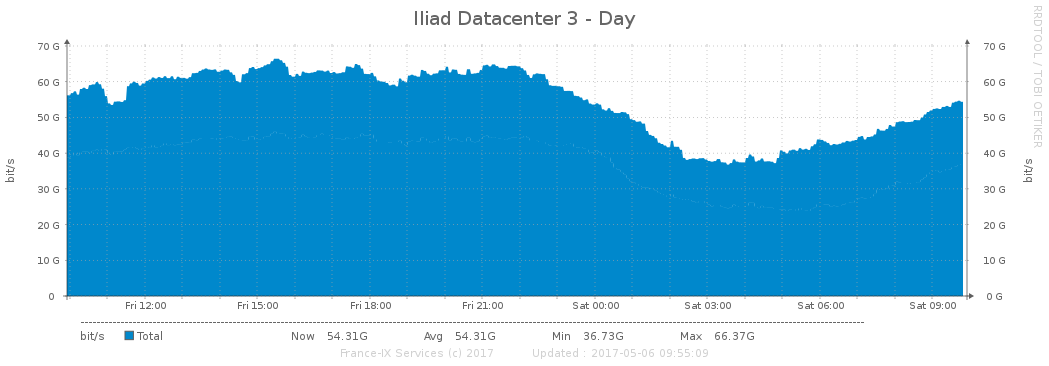 Iliad Datacenter 3 - Day
RRDTOOL / TOBI OETIKER
bit/s
70 G 70 G
60 G 60 G
50 G 50 G
40 G 40 G
30 G 30 G
20 G 20 G
10 G 10 G
0 0 G
bit/s
Fri 12:00 Fri 15:00 Fri 18:00 Fri 21:00 Sat 00:00 Sat 03:00 Sat 06:00 Sat 09:00
bit/s Total Now 54.31G Avg 54.31G Min 36.73G Max 66.37G
France-IX Services (c) 2017 Updated : 2017-05-06 09:55:09